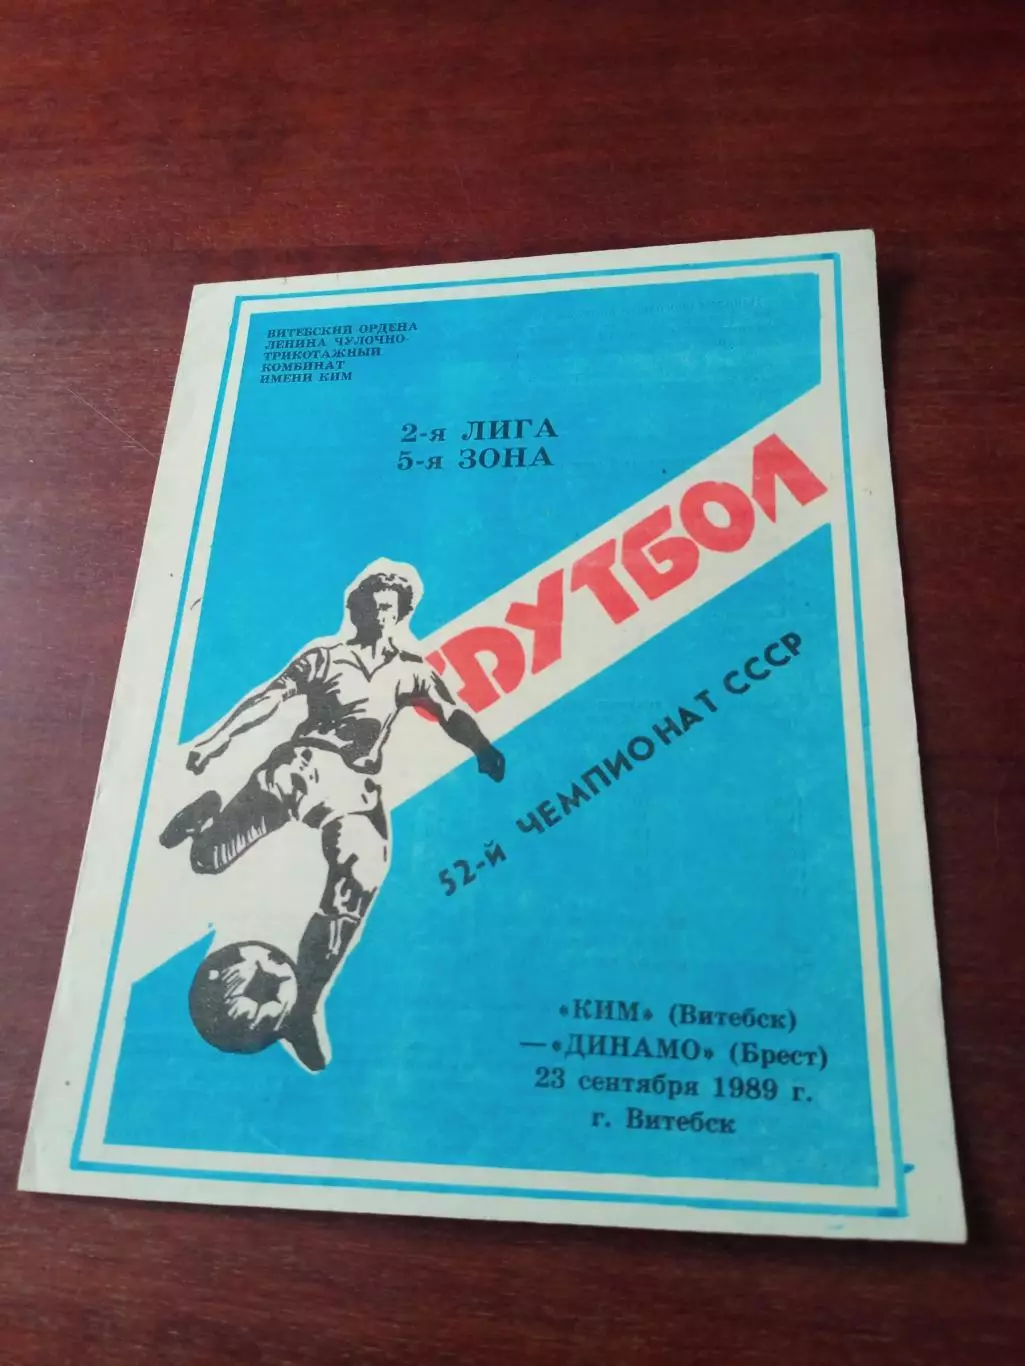 ВИТЕБСКИЙ ОРДЕНА
ЛЕНИНА ЧУЛОЧНО-
ТРИКОТАЖНЫЙ
КОМБИНАТ
ИМЕНИ КИМ
2-я ЛИГА
5-я ЗОНА
ФУТБОЛ
52-й ЧЕМПИОНАТ СССР
«КИМ» (Витебск)
—«ДИНАМО» (Брест)
23 сентября 1989 г.
г. Витебск